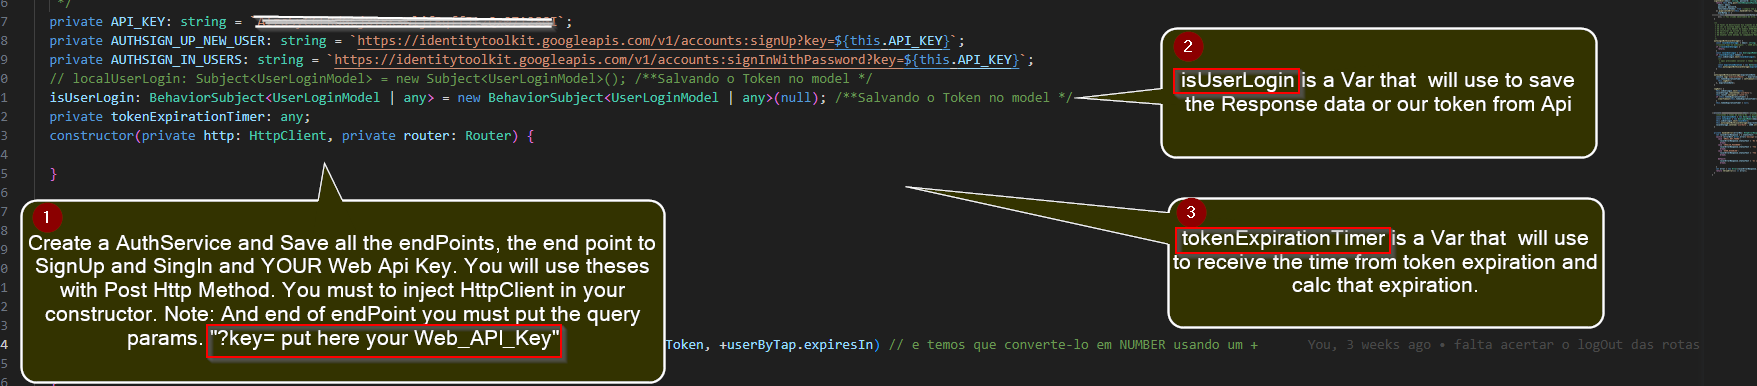 6 */
7 private API_KEY: string = `
8 private AUTHSIGN_UP_NEW_USER: string = `https://identitytoolkit.googleapis.com/v1/accounts:signUp?key=${this.API_KEY}`;
9 private AUTHSIGN_IN_USERS: string = `https://identitytoolkit.googleapis.com/v1/accounts:signInWithPassword?key=${this.API_KEY}`;
0 // localUserLogin: Subject<UserLoginModel> = new Subject<UserLoginModel>(); /**Salvando o Token no model */
1 isUserLogin: BehaviorSubject<UserLoginModel | any> = new BehaviorSubject<UserLoginModel | any>(null); /**Salvando o Token no model */
2 private tokenExpirationTimer: any;
3 constructor(private http: HttpClient, private router: Router) {
4
5 }
6
7
8
9
0
1
2
3
4 Token, +userByTap.expiresIn) // e temos que converte-lo em NUMBER usando um + You, 3 weeks ago • falta acertar o logOut das rotas
5
6
1
Create a AuthService and Save all the endPoints, the end point to
SignUp and SingIn and YOUR Web Api Key. You will use theses
with Post Http Method. You must to inject HttpClient in your
constructor. Note: And end of endPoint you must put the query
params. "?key= put here your Web_API_Key"
2
isUserLogin is a Var that will use to save
the Response data or our token from Api
3
tokenExpirationTimer is a Var that will use
to receive the time from token expiration and
calc that expiration.